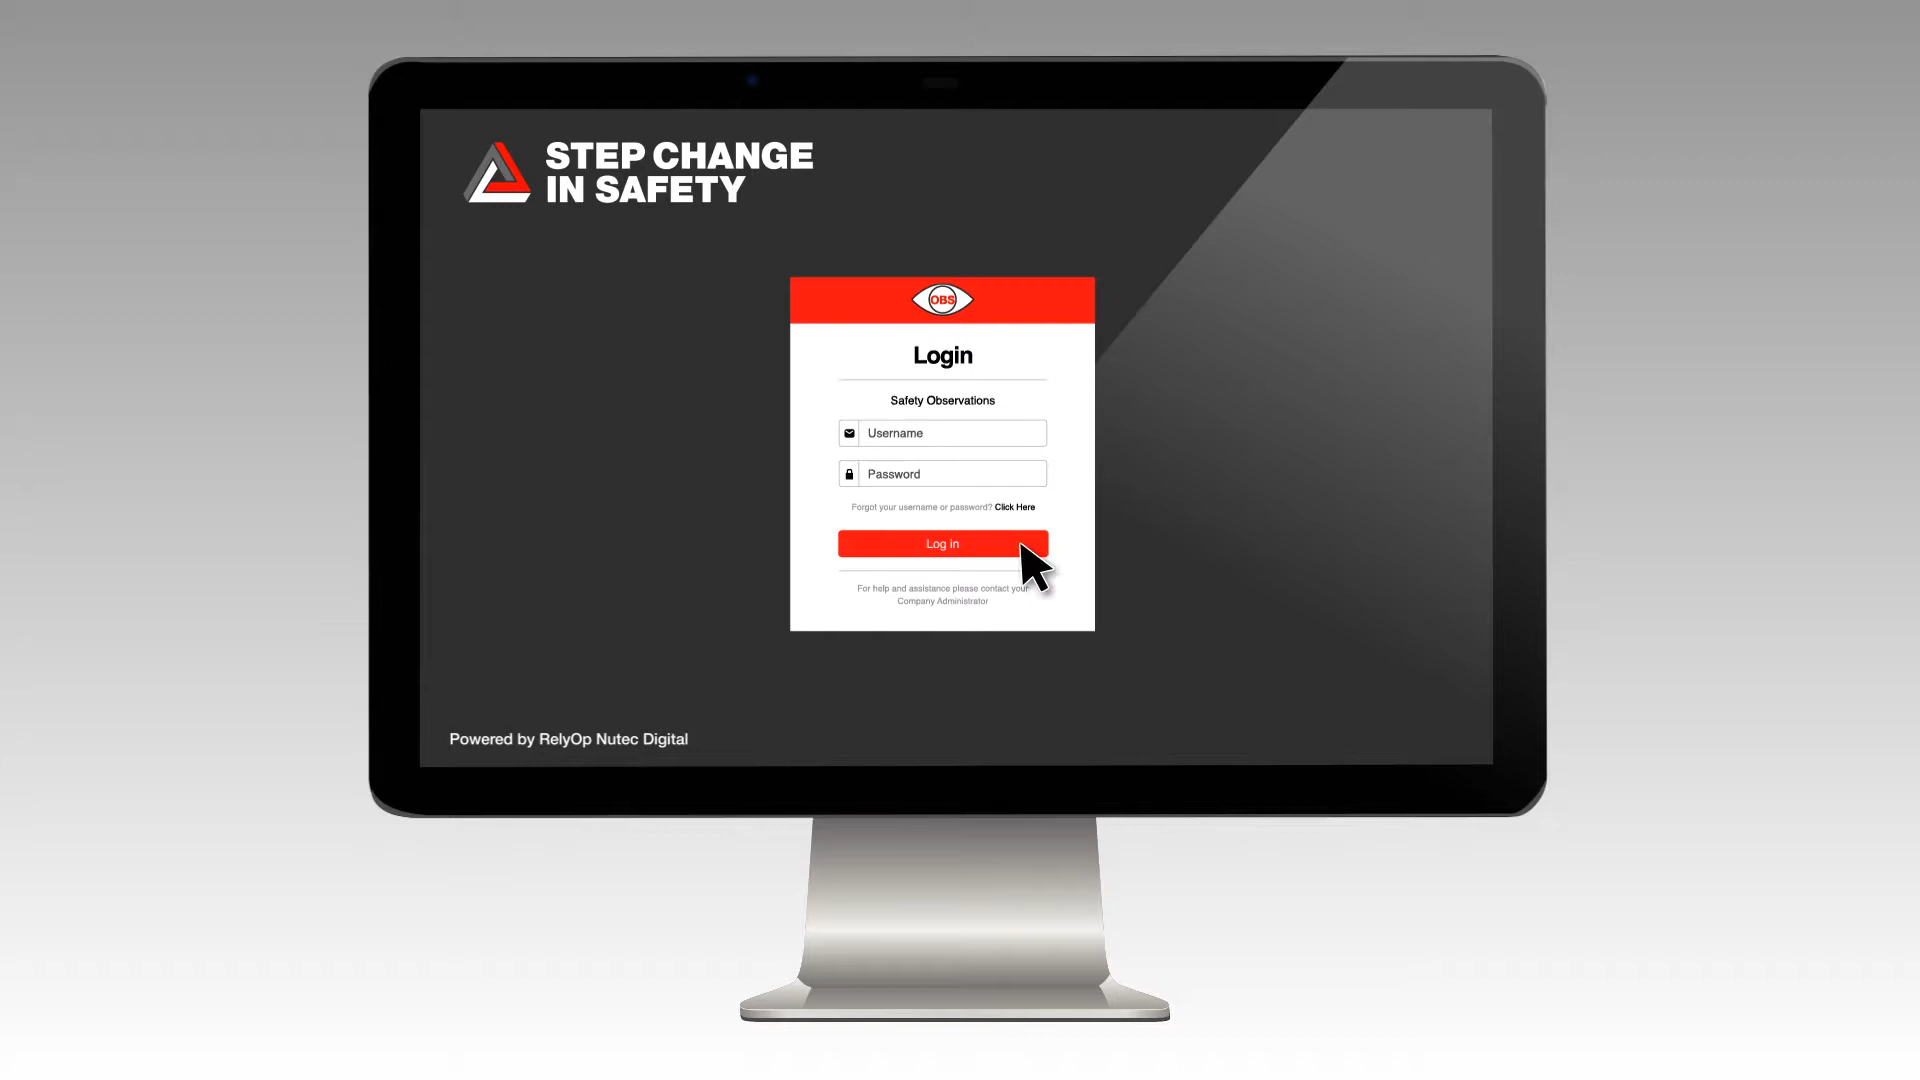 STEP CHANGE
IN SAFETY
OBS
Login
Safety Observations
Username
Password
Forgot your username or password? Click Here
Log in
For help and assistance please contact your
Company Administrator
Powered by RelyOp Nutec Digital